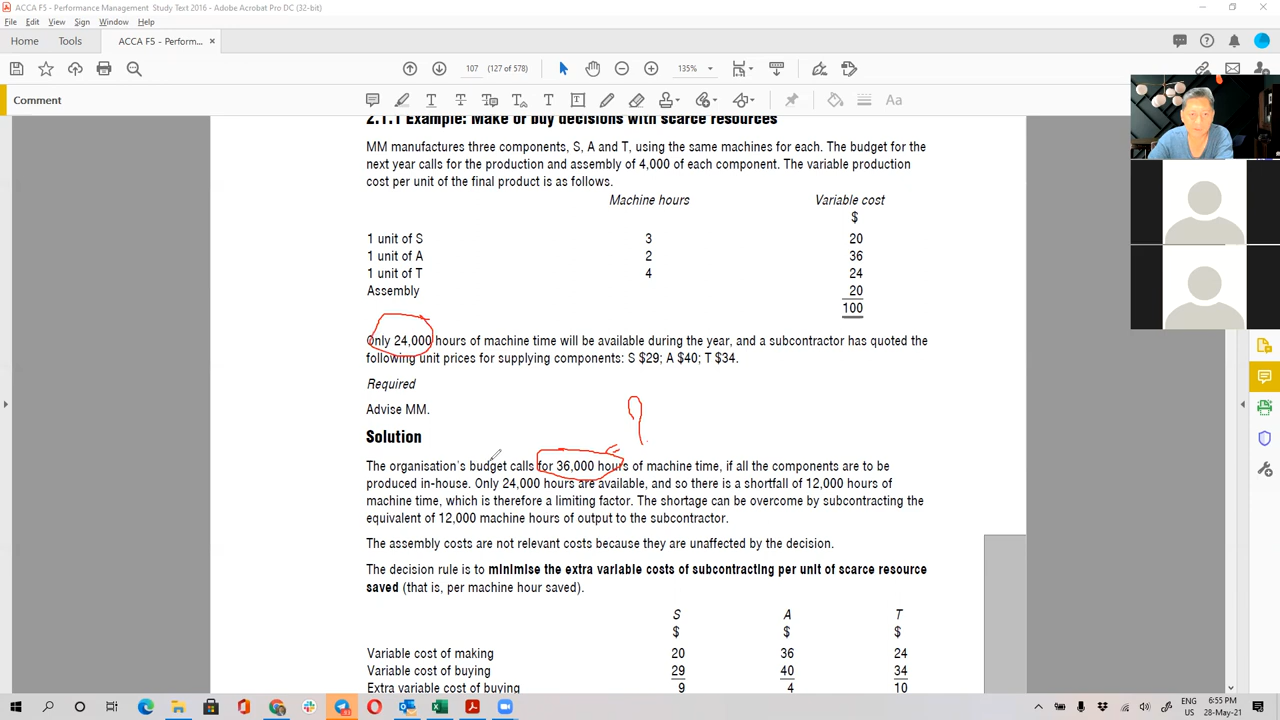 ACCA F5 - Performance Management Study Text 2016 - Adobe Acrobat Pro DC (32-bit)
File Edit View Sign Window Help
Home Tools ACCA F5 - Perform... ×
107 (127 of 578) 135%
Comment
2.1.1 Example: Make or buy decisions with scarce resources
MM manufactures three components, S, A and T, using the same machines for each. The budget for the
next year calls for the production and assembly of 4,000 of each component. The variable production
cost per unit of the final product is as follows.
Machine hours Variable cost
$
1 unit of S 3 20
1 unit of A 2 36
1 unit of T 4 24
Assembly 20
100
Only 24,000 hours of machine time will be available during the year, and a subcontractor has quoted the
following unit prices for supplying components: S $29; A $40; T $34.
Required
Advise MM.
Solution
The organisation's budget calls for 36,000 hours of machine time, if all the components are to be
produced in-house. Only 24,000 hours are available, and so there is a shortfall of 12,000 hours of
machine time, which is therefore a limiting factor. The shortage can be overcome by subcontracting the
equivalent of 12,000 machine hours of output to the subcontractor.
The assembly costs are not relevant costs because they are unaffected by the decision.
The decision rule is to minimise the extra variable costs of subcontracting per unit of scarce resource
saved (that is, per machine hour saved).
S A T
$ $ $
Variable cost of making 20 36 24
Variable cost of buying 29 40 34
Extra variable cost of buying 9 4 10
ENG 6:55 PM
US 28-May-21